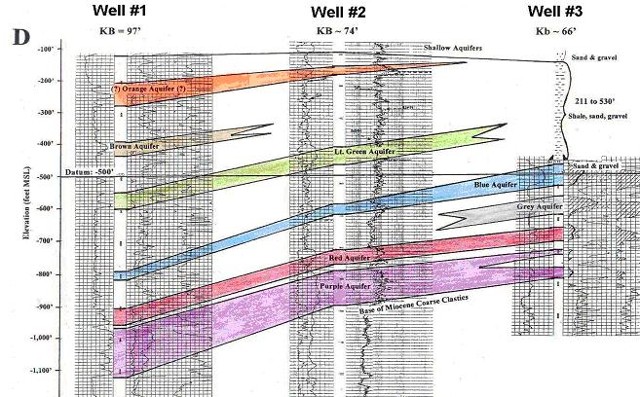 Well #1 Well #2 Well #3
D KB = 97' KB ~ 74' Kb ~ 66'
-100'
Shallow Aquifers
Sand & gravel
-200'
(?) Orange Aquifer (?)
211 to 530'
-300'
Shale, sand, gravel
-400'
Brown Aquifer
Lt. Green Aquifer
Datum: -500'
Sand & gravel
Blue Aquifer
-600'
Grey Aquifer
-700'
Red Aquifer
-800'
Purple Aquifer
-900'
Base of Miocene Coarse Clastics
-1,000'
-1,100'
Elevation (feet MSL)